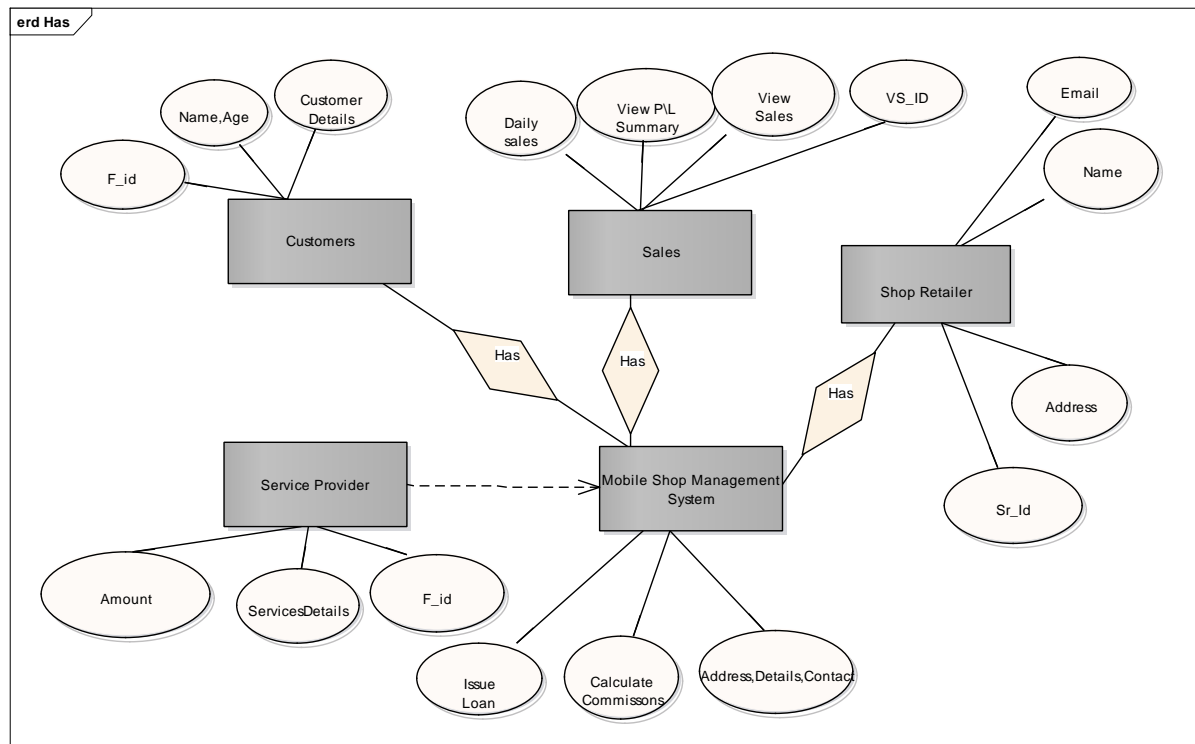 erd Has
Customer
Details
Name,Age
F_id
Daily
sales
View P\L
Summary
View
Sales
VS_ID
Email
Name
Customers
Sales
Shop Retailer
Has
Has
Has
Address
Sr_Id
Service Provider
Mobile Shop Management
System
Amount
ServicesDetails
F_id
Issue
Loan
Calculate
Commissons
Address,Details,Contact